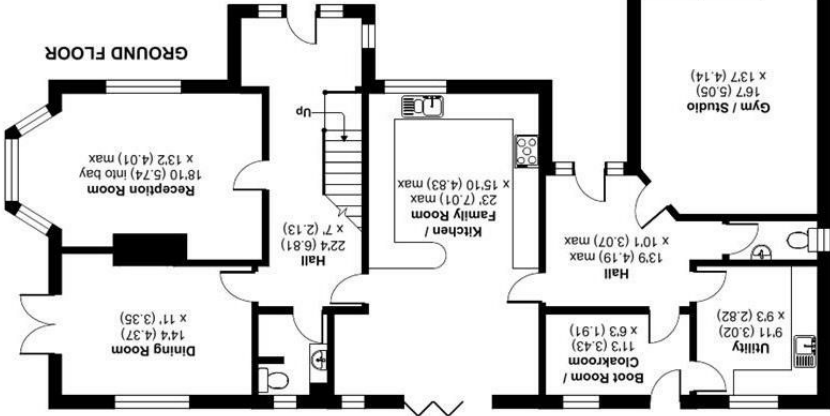 GROUND FLOOR
Gym / Studio
16'7 (5.05)
x 13'7 (4.14)
Up
Reception Room
18'10 (5.74) into bay
x 13'2 (4.01) max
Kitchen /
Family Room
23' (7.01) max
x 15'10 (4.83) max
Hall
22'4 (6.81)
x 7' (2.13)
Hall
13'9 (4.19) max
x 10'1 (3.07) max
Dining Room
14'4 (4.37)
x 11' (3.35)
Utility
9'11 (3.02)
x 9'3 (2.82)
Boot Room /
Cloakroom
11'3 (3.43)
x 6'3 (1.91)